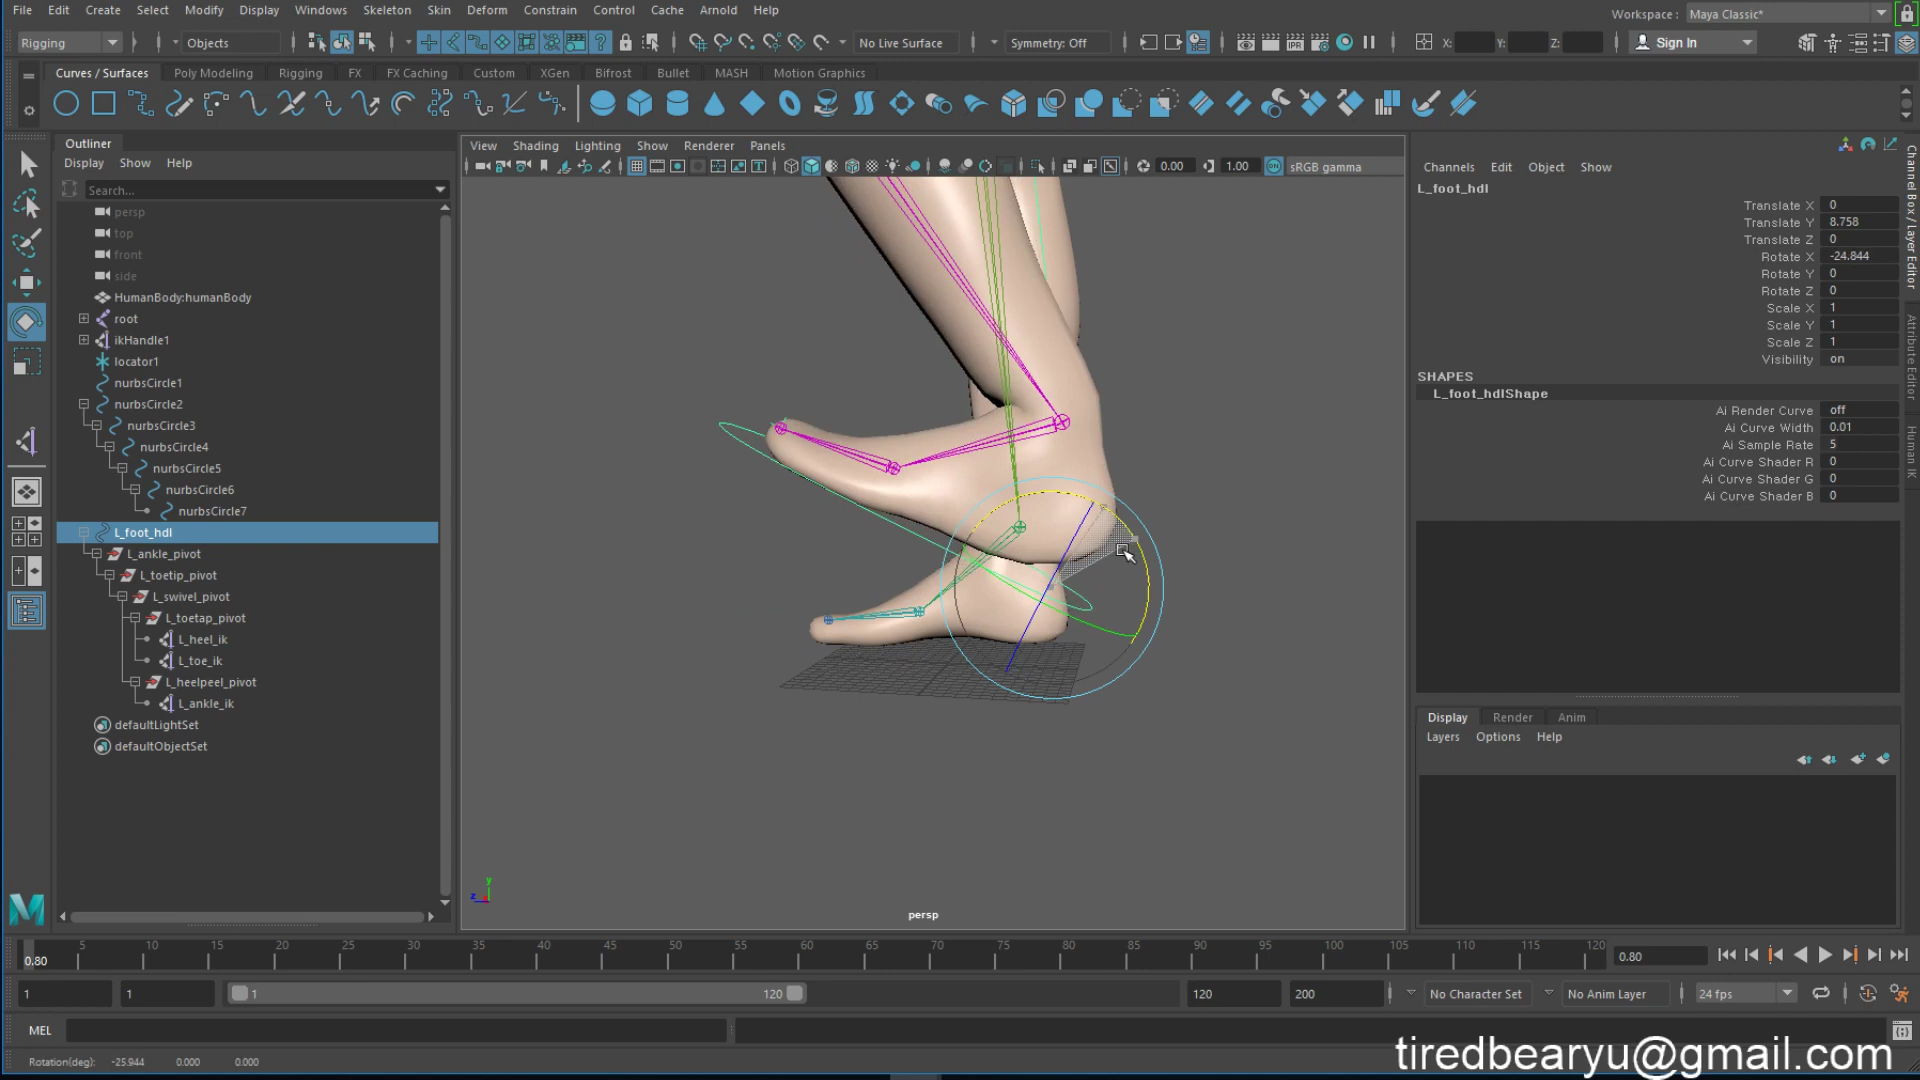 File Edit Create Select Modify Display Windows Skeleton Skin Deform Constrain Control Cache Arnold Help
Workspace : Maya Classic*
Rigging Objects No Live Surface Symmetry: Off X: Y: Z: Sign In
Curves / Surfaces Poly Modeling Rigging FX FX Caching Custom XGen Bifrost Bullet MASH Motion Graphics
Outliner
Display Show Help
Search...
persp
top
front
side
HumanBody:humanBody
root
ikHandle1
locator1
nurbsCircle1
nurbsCircle2
nurbsCircle3
nurbsCircle4
nurbsCircle5
nurbsCircle6
nurbsCircle7
L_foot_hdl
L_ankle_pivot
L_toetip_pivot
L_swivel_pivot
L_toetap_pivot
L_heel_ik
L_toe_ik
L_heelpeel_pivot
L_ankle_ik
defaultLightSet
defaultObjectSet
View Shading Lighting Show Renderer Panels
0.00 1.00 sRGB gamma
y
z
persp
Channels Edit Object Show
L_foot_hdl
Translate X 0
Translate Y 8.758
Translate Z 0
Rotate X -24.844
Rotate Y 0
Rotate Z 0
Scale X 1
Scale Y 1
Scale Z 1
Visibility on
SHAPES
L_foot_hdlShape
Ai Render Curve off
Ai Curve Width 0.01
Ai Sample Rate 5
Ai Curve Shader R 0
Ai Curve Shader G 0
Ai Curve Shader B 0
Display Render Anim
Layers Options Help
Channel Box / Layer Editor
Attribute Editor
Human IK
5 10 15 20 25 30 35 40 45 50 55 60 65 70 75 80 85 90 95 100 105 110 115 120
0.80 0.80
1 1 1 120 120 200 No Character Set No Anim Layer 24 fps
MEL
Rotation(deg): -25.944 0.000 0.000
tiredbearyu@gmail.com